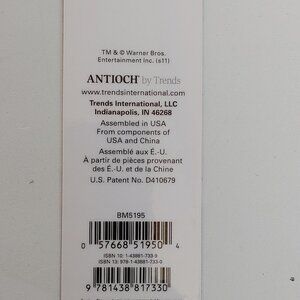 TM & © Warner Bros.
Entertainment Inc. (s11)
ANTIOCH by Trends
www.trendsinternational.com
Trends International, LLC
Indianapolis, IN 46268
Assembled in USA
From components of
USA and China
Assemblé aux É.-U.
À partir de pièces provenant
des É.-U. et de la Chine
U.S. Patent No. D410679
BM5195
0 57668 51950 4
ISBN 10: 1-43881-733-9
ISBN 13: 978-1-43881-733-0
9 781438 817330